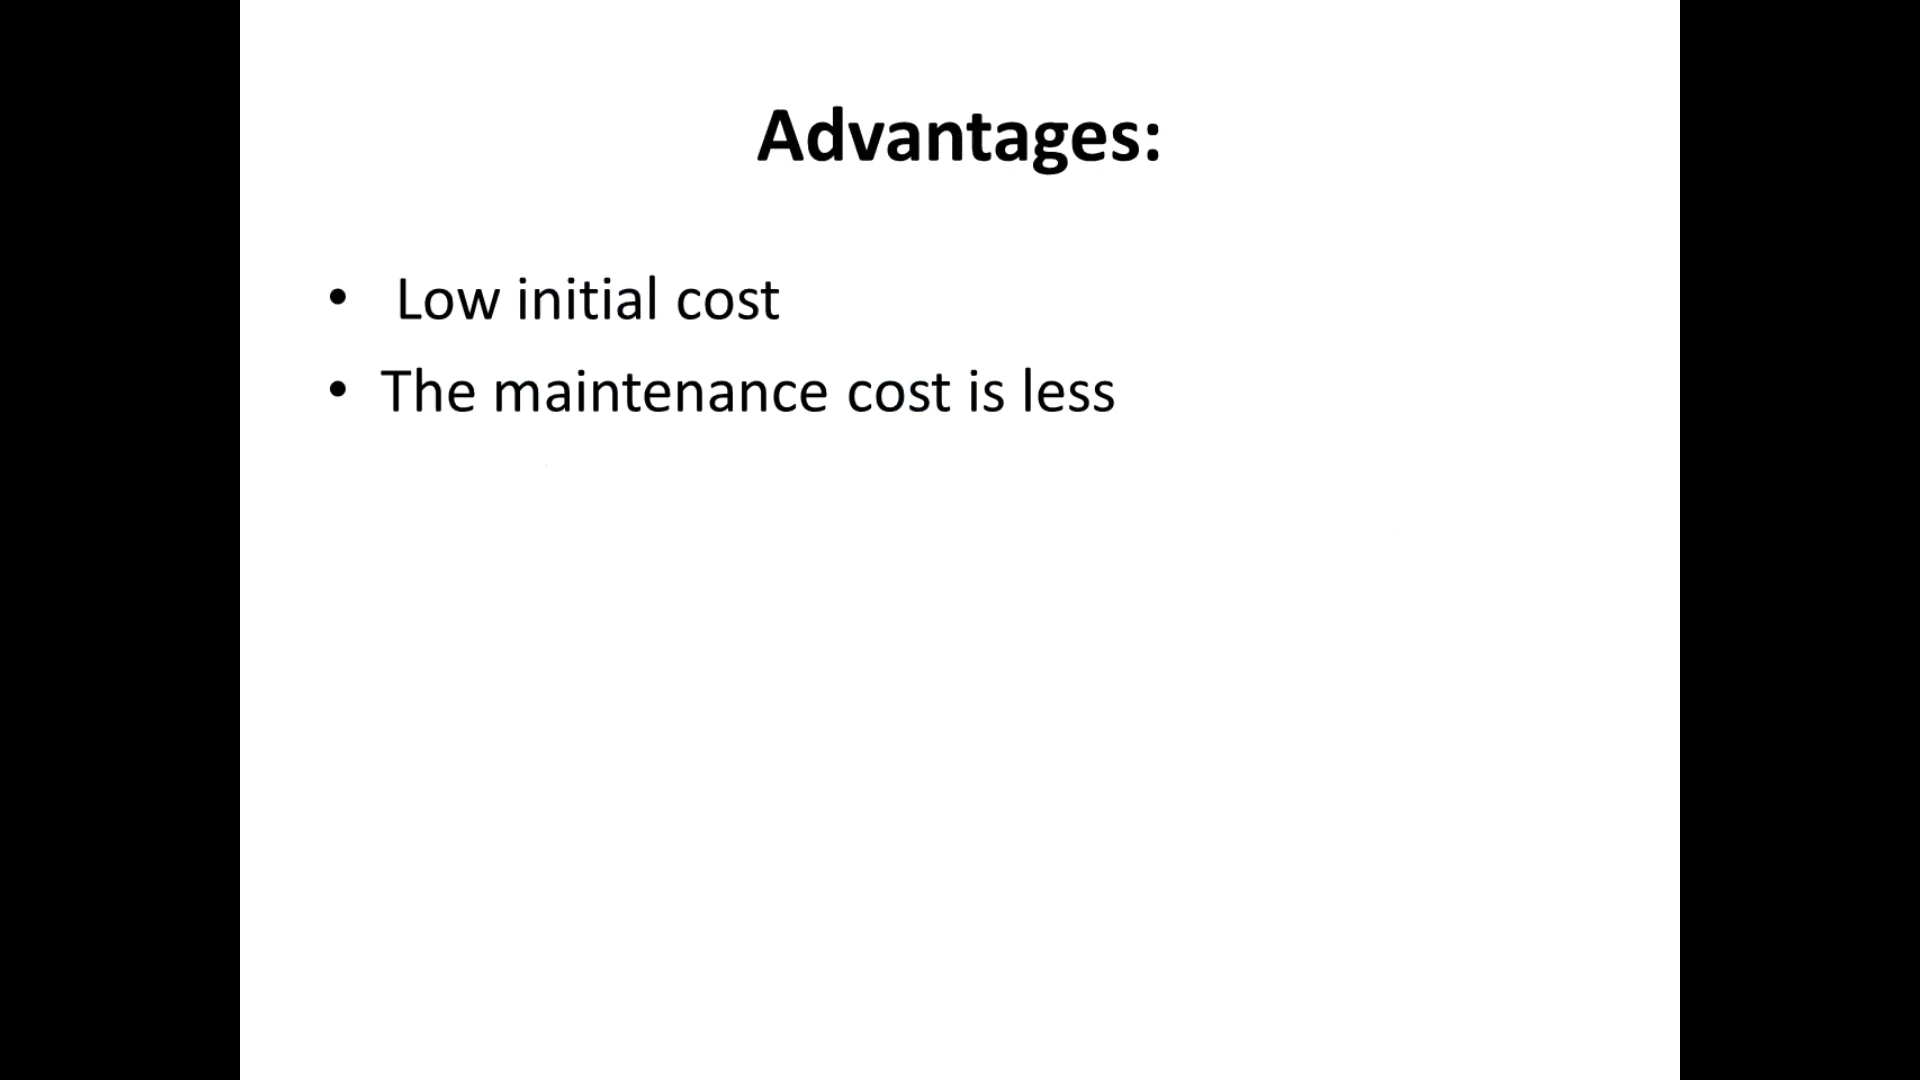 Advantages:
• Low initial cost
• The maintenance cost is less